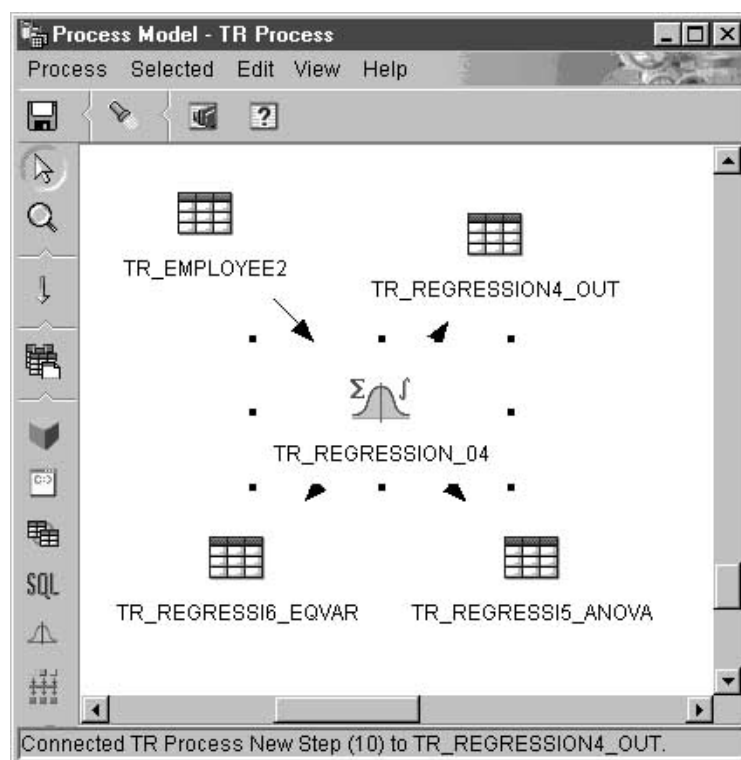 Process Model - TR Process
Process Selected Edit View Help
TR_EMPLOYEE2
TR_REGRESSION4_OUT
Σ ∫
TR_REGRESSION_04
SQL
TR_REGRESSI6_EQVAR
TR_REGRESSI5_ANOVA
Connected TR Process New Step (10) to TR_REGRESSION4_OUT.